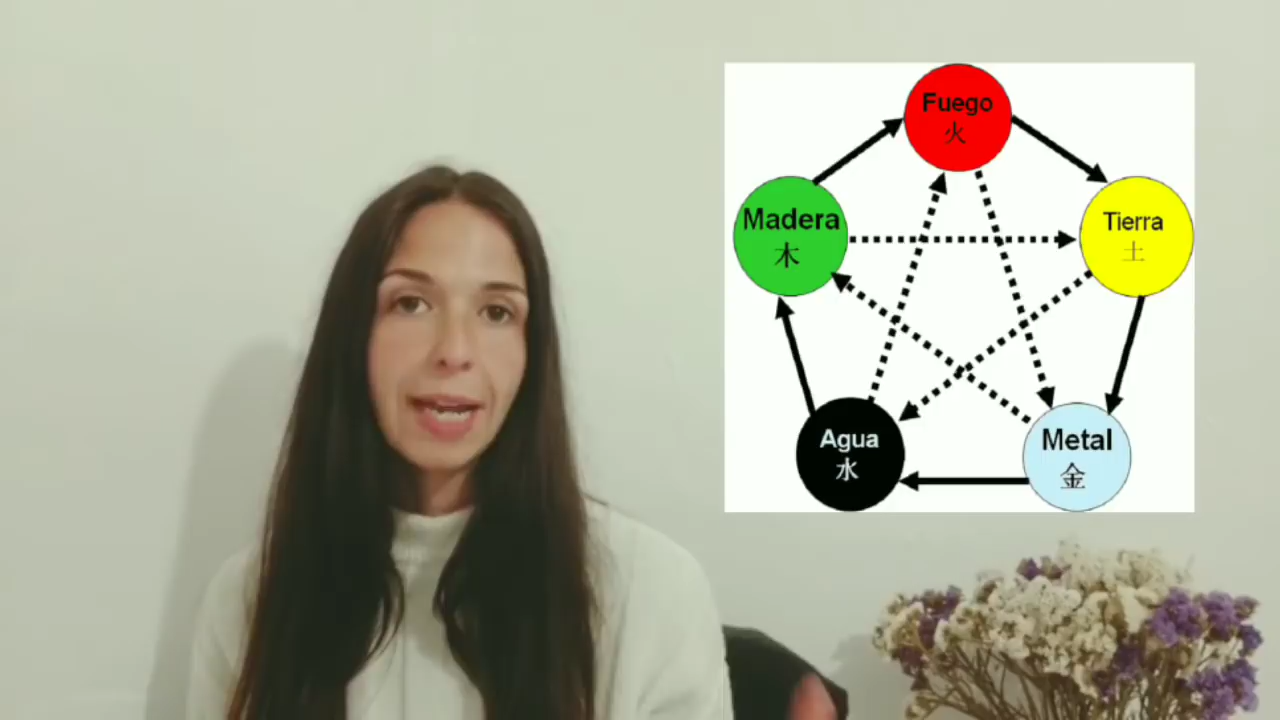 Fuego
火
Madera
木
Tierra
土
Agua
水
Metal
金